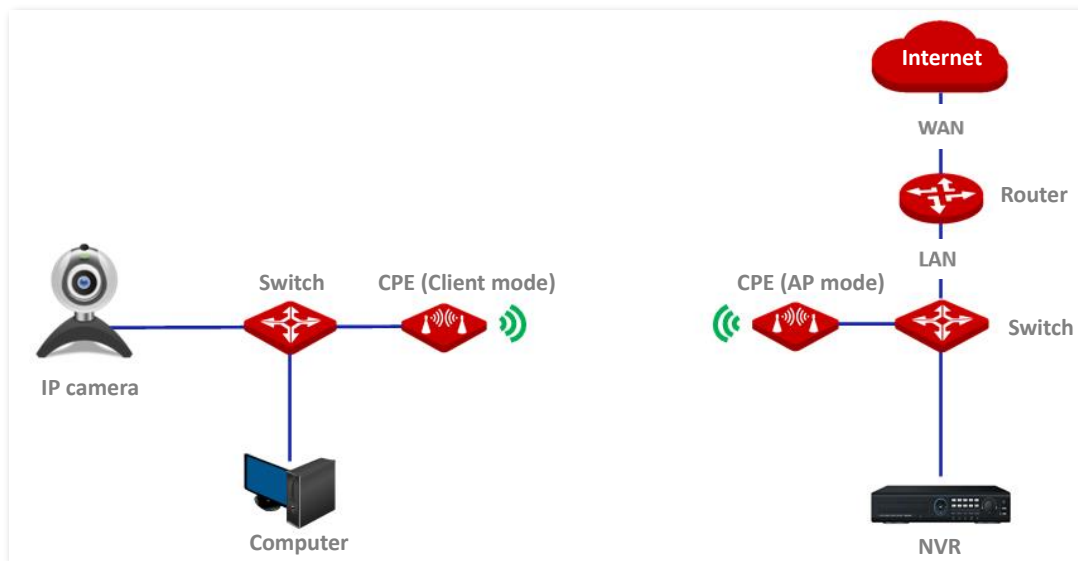 Internet
WAN
Router
LAN
Switch
CPE (Client mode)
CPE (AP mode)
Switch
IP camera
Computer
NVR